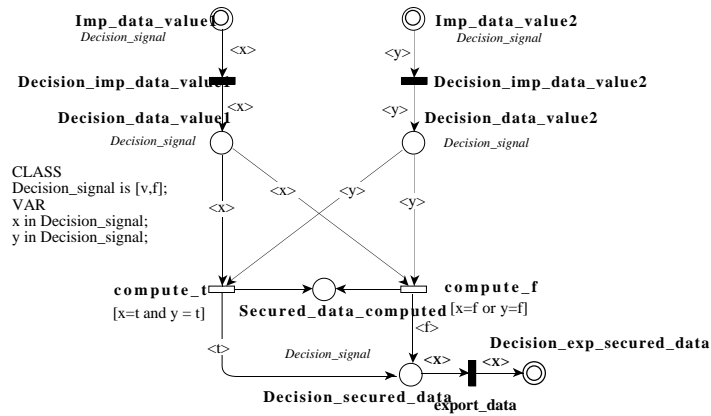 Imp_data_value1
Imp_data_value2
Decision_signal
Decision_signal
<x>
<y>
Decision_imp_data_value1
Decision_imp_data_value2
<x>
<y>
Decision_data_value1
Decision_data_value2
Decision_signal
Decision_signal
CLASS
Decision_signal is [v,f];
VAR
x in Decision_signal;
y in Decision_signal;
<x>
<y>
<x>
<y>
compute_t
compute_f
[x=t and y = t]
Secured_data_computed
[x=f or y=f]
<f>
<t>
Decision_signal
Decision_exp_secured_data
<x>
<x>
Decision_secured_data
export_data